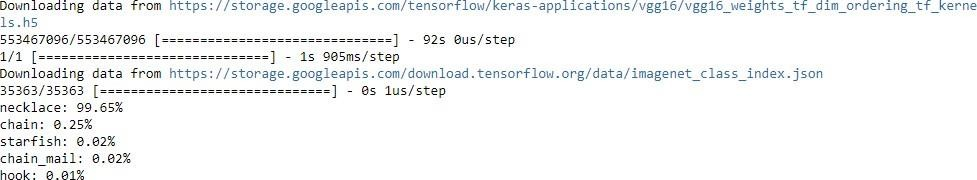 Downloading data from https://storage.googleapis.com/tensorflow/keras-applications/vgg16/vgg16_weights_tf_dim_ordering_tf_kerne
ls.h5
553467096/553467096 [==============================] - 92s 0us/step
1/1 [==============================] - 1s 905ms/step
Downloading data from https://storage.googleapis.com/download.tensorflow.org/data/imagenet_class_index.json
35363/35363 [==============================] - 0s 1us/step
necklace: 99.65%
chain: 0.25%
starfish: 0.02%
chain_mail: 0.02%
hook: 0.01%